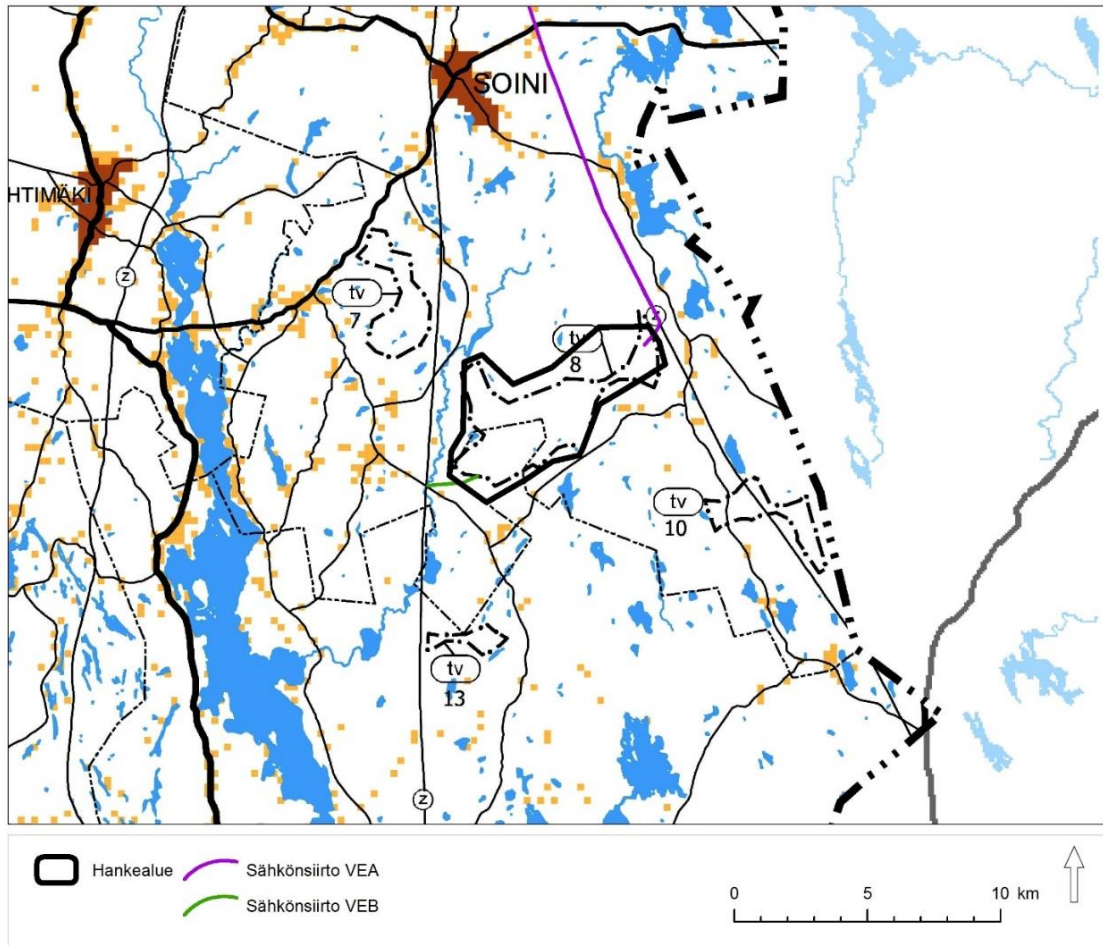 SOINI
HTIMÄKI
z
tv
7
z
tv
8
tv
10
tv
13
z
Hankealue
Sähkönsiirto VEA
Sähkönsiirto VEB
0 5 10 km